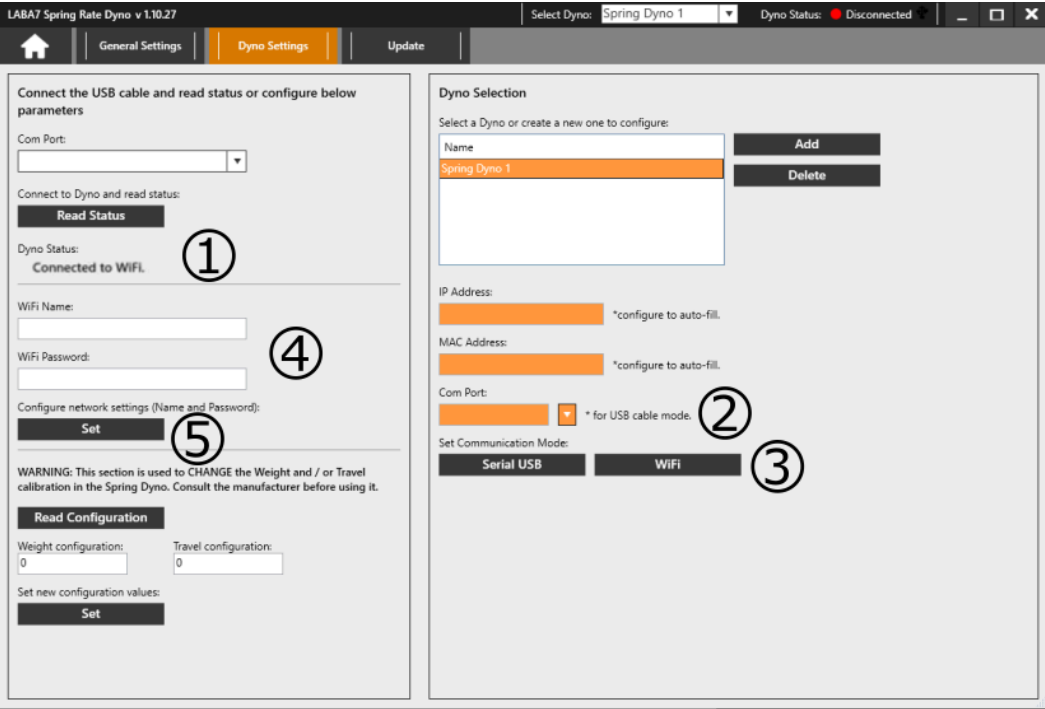 LABA7 Spring Rate Dyno v 1.10.27
Select Dyno: Spring Dyno 1
Dyno Status: Disconnected
General Settings
Dyno Settings
Update
Connect the USB cable and read status or configure below
parameters
Com Port:
Connect to Dyno and read status:
Read Status
Dyno Status:
Connected to WiFi.
①
WiFi Name:
WiFi Password:
④
Configure network settings (Name and Password):
Set
⑤
WARNING: This section is used to CHANGE the Weight and / or Travel
calibration in the Spring Dyno. Consult the manufacturer before using it.
Read Configuration
Weight configuration: Travel configuration:
0 0
Set new configuration values:
Set
Dyno Selection
Select a Dyno or create a new one to configure:
Name
Spring Dyno 1
Add
Delete
IP Address:
*configure to auto-fill.
MAC Address:
*configure to auto-fill.
Com Port:
* for USB cable mode.
②
Set Communication Mode:
Serial USB WiFi
③